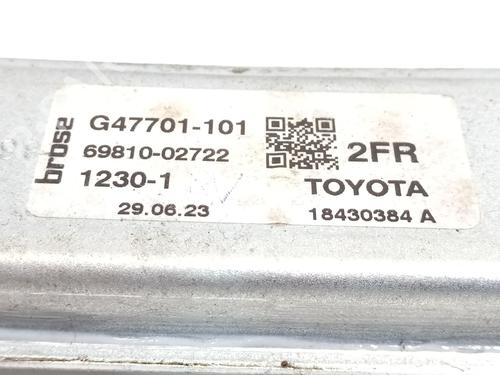 brose
G47701-101
69810-02722
1230-1
29.06.23
2FR
TOYOTA
18430384 A